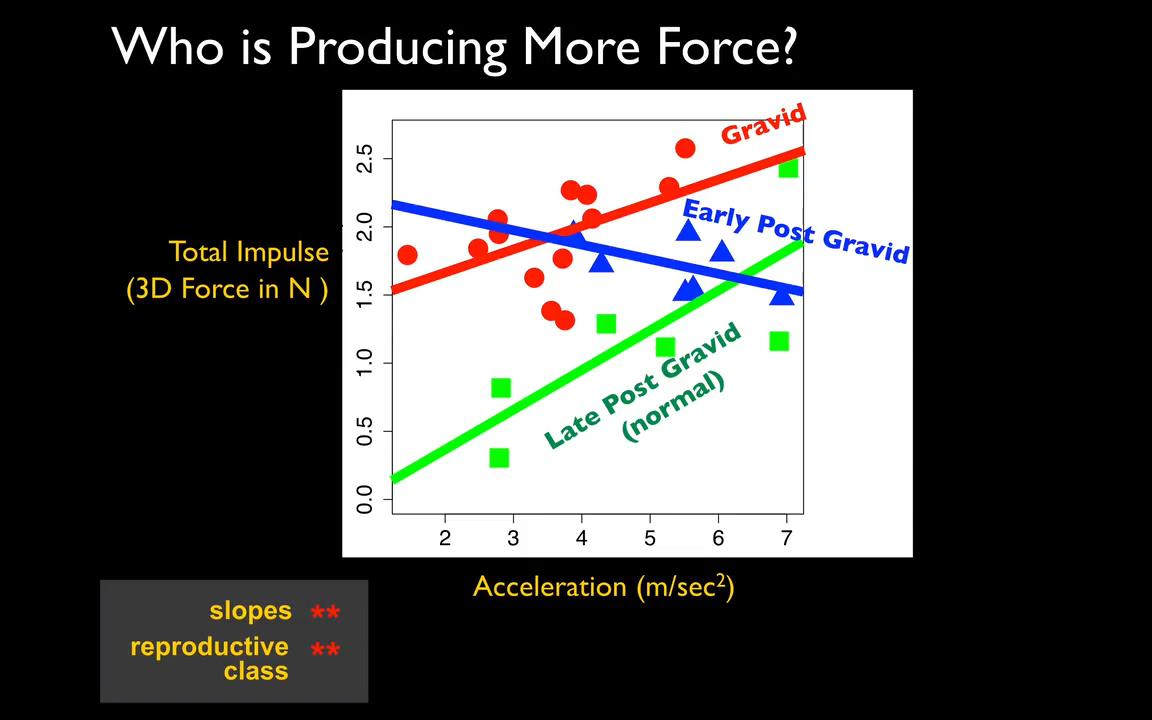 Who is Producing More Force?
Total Impulse
(3D Force in N )
2.5
2.0
1.5
1.0
0.5
0.0
Gravid
Early Post Gravid
Late Post Gravid
(normal)
2 3 4 5 6 7
Acceleration (m/sec²)
slopes **
reproductive **
class